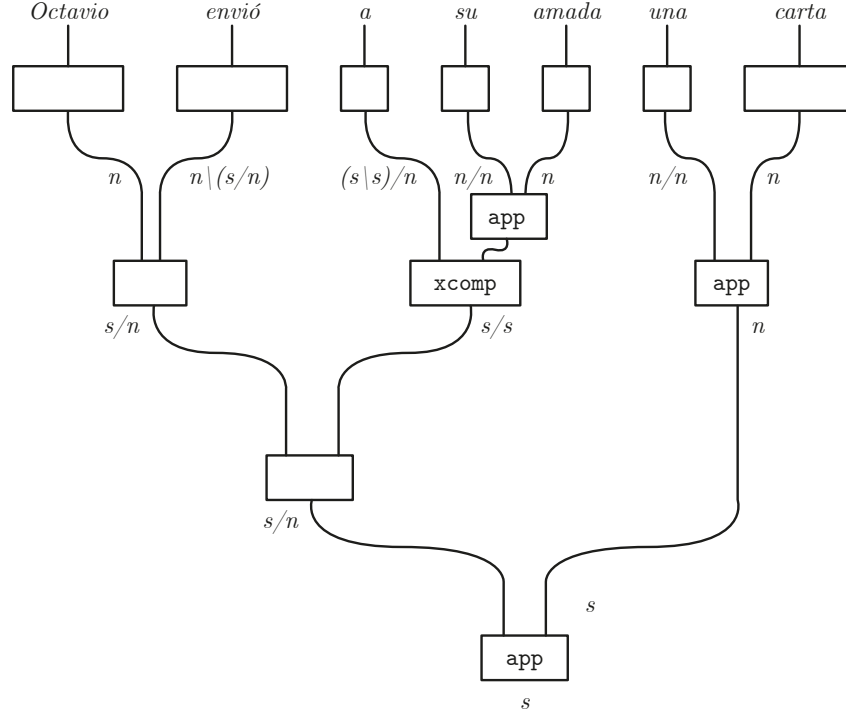 Octavio envió a su amada una carta
n n\(s/n) (s\s)/n n/n n n/n n
app
xcomp app
s/n s/s n
s/n
s
app
s